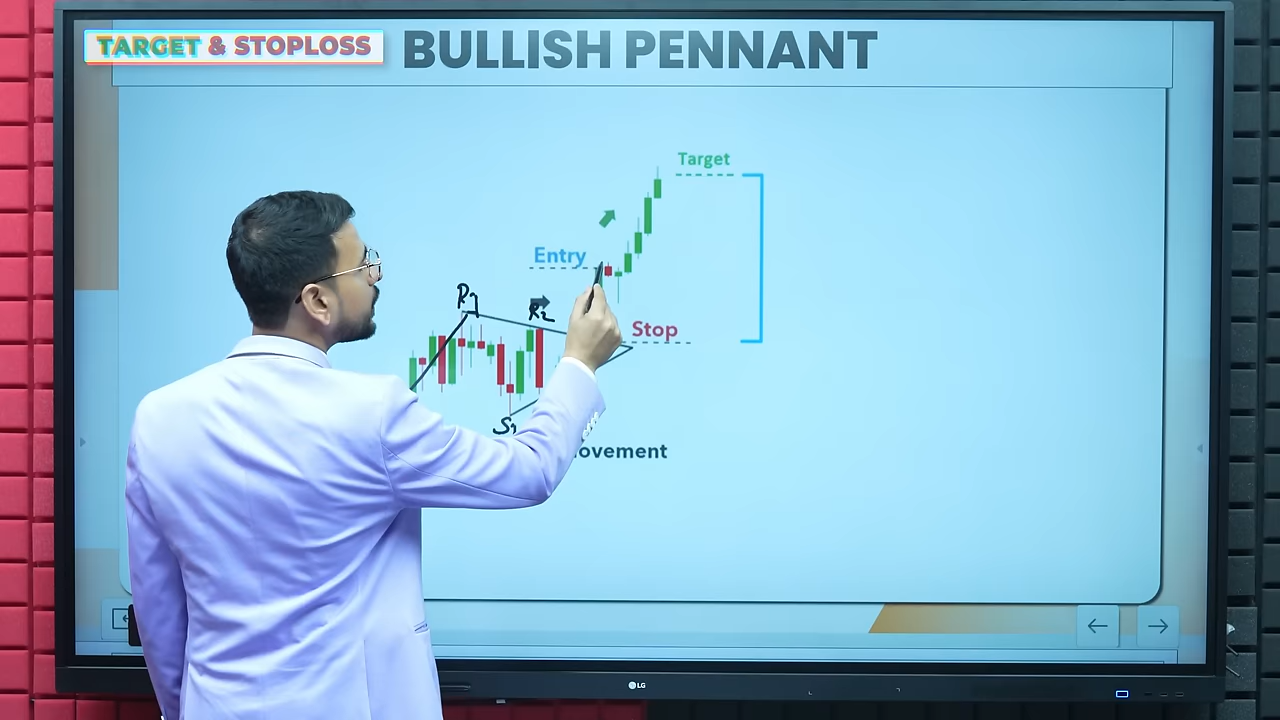 TARGET & STOPLOSS
BULLISH PENNANT
Target
Entry
R1
R2
Stop
S1
ovement
LG